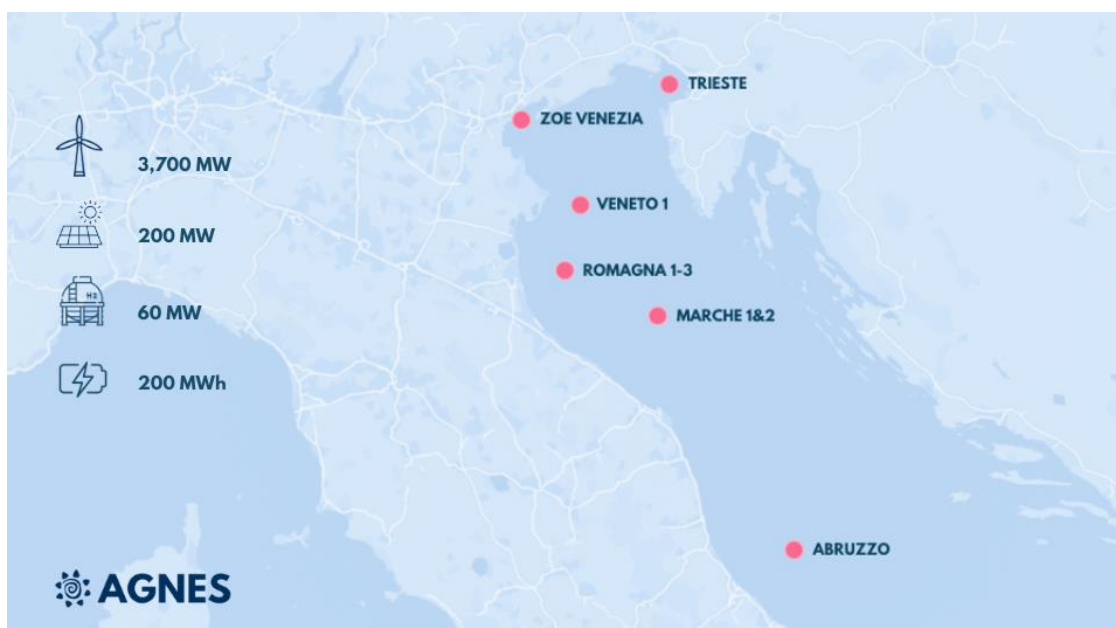 TRIESTE
ZOE VENEZIA
3,700 MW
VENETO 1
200 MW
ROMAGNA 1-3
H2
60 MW
MARCHE 1&2
200 MWh
ABRUZZO
AGNES